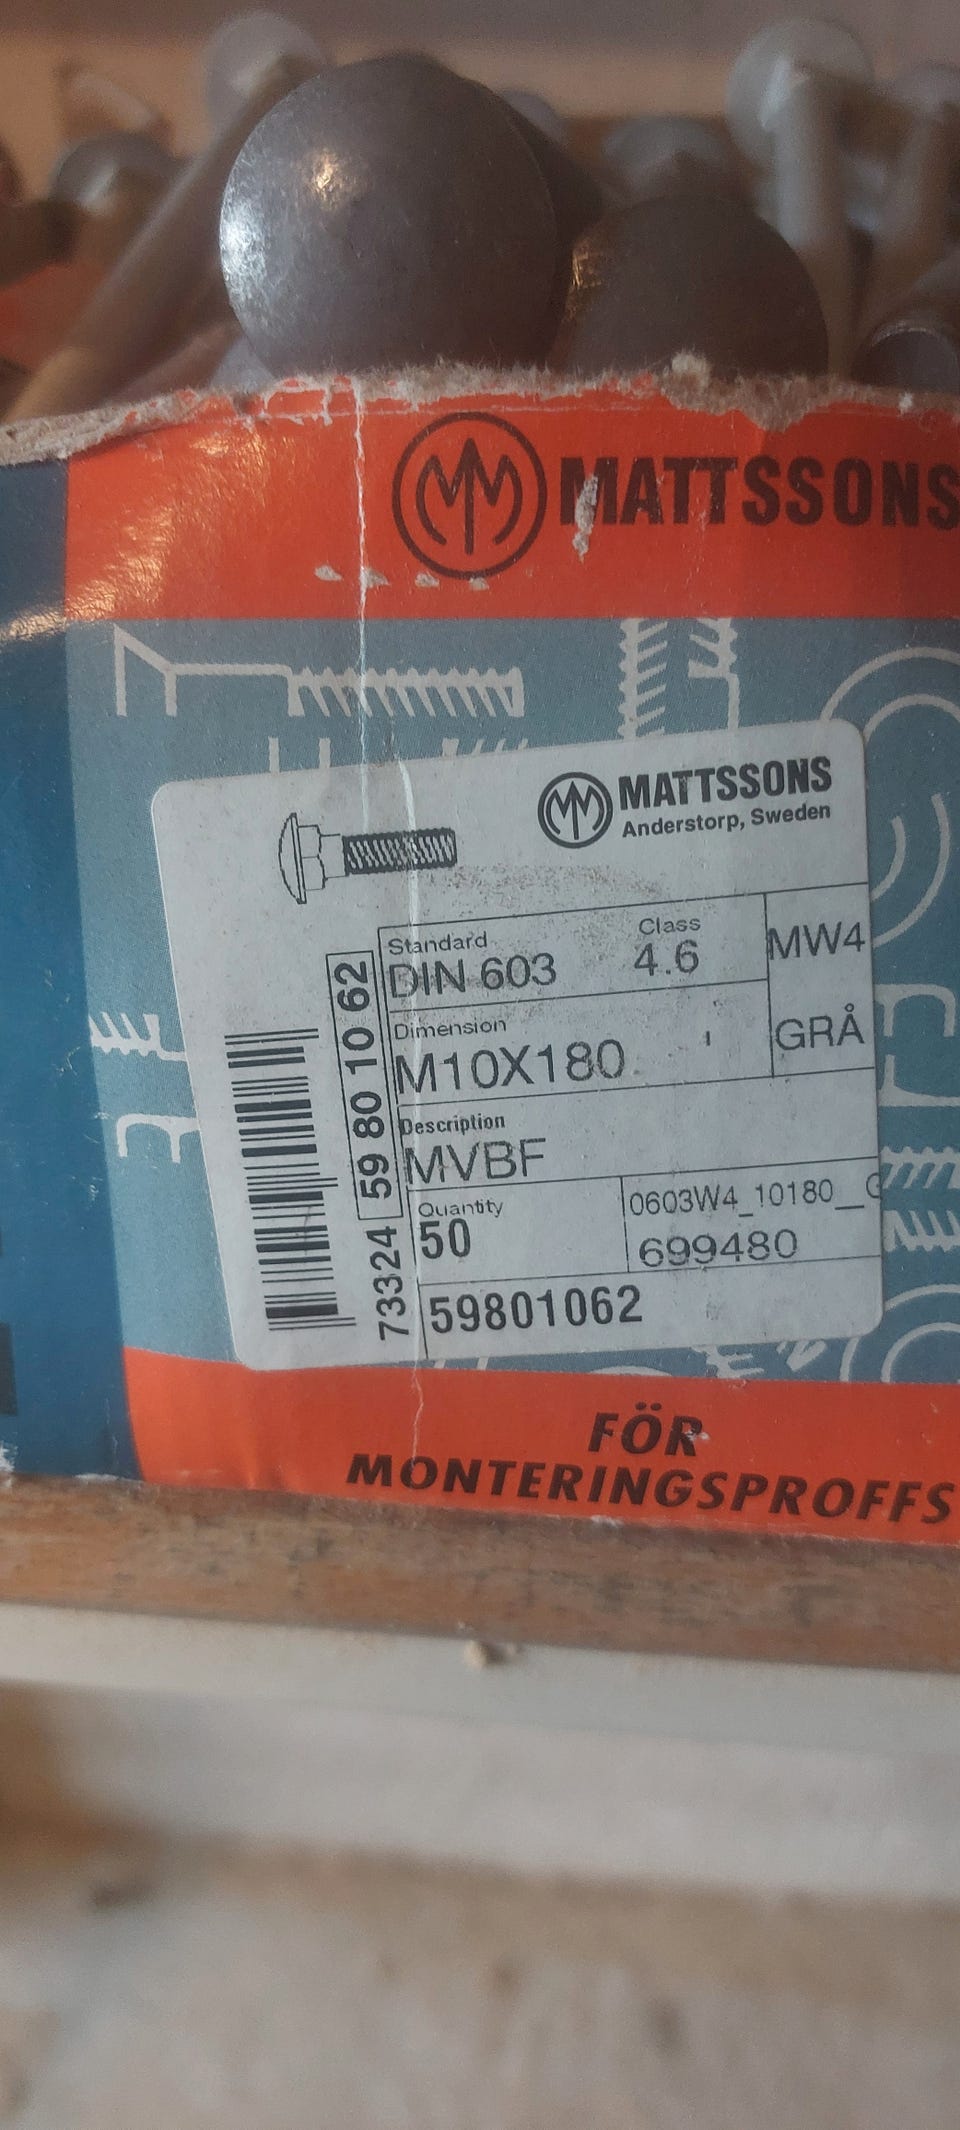 MATTSSONS
MATTSSONS
Anderstorp, Sweden
Standard
DIN 603
Class
4.6
MW4
Dimension
M10X180
GRÅ
Description
MVBF
Quantity
50
0603W4_10180__G
699480
59801062
73324 59 80 10 62
FÖR
MONTERINGSPROFFS